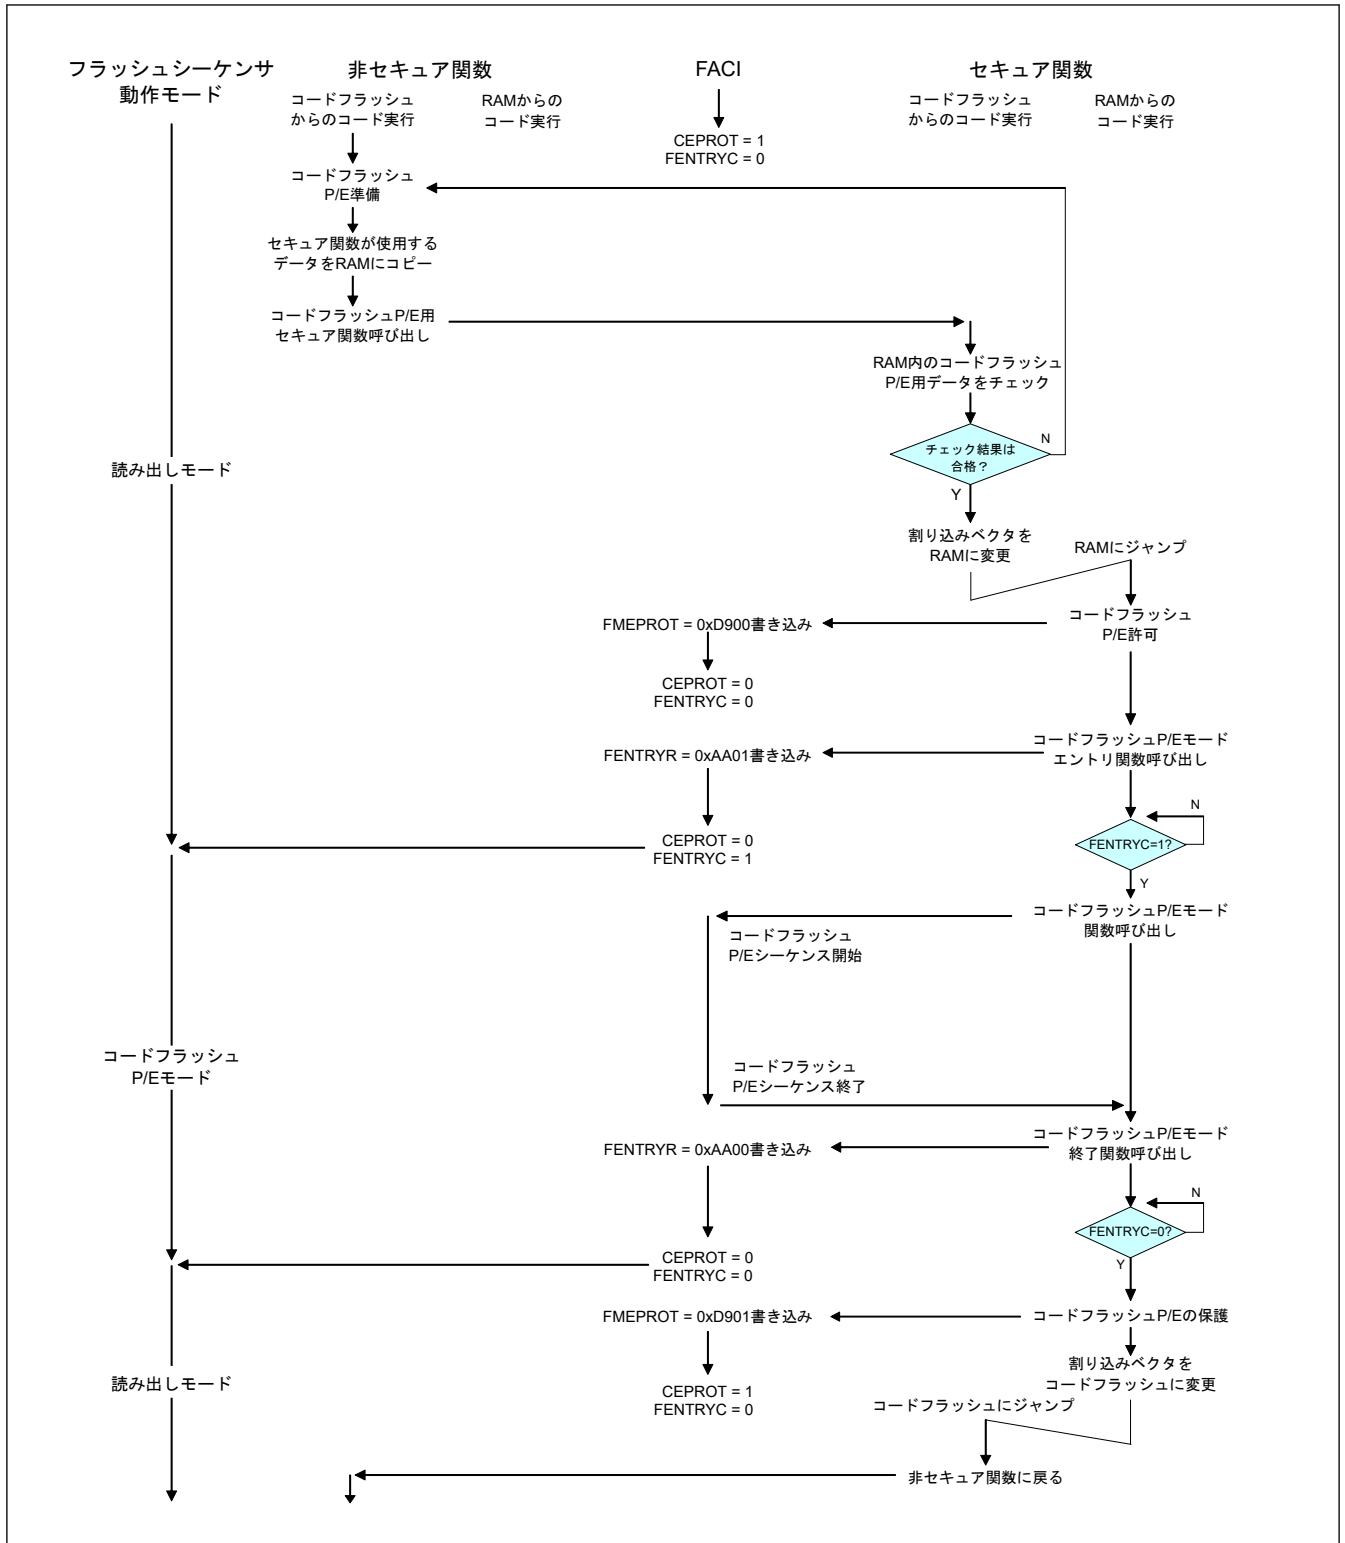 フラッシュシーケンサ
動作モード
非セキュア関数
FACI
セキュア関数
コードフラッシュ
からのコード実行
RAMからの
コード実行
コードフラッシュ
からのコード実行
RAMからの
コード実行
CEPROT = 1
FENTRYC = 0
コードフラッシュ
P/E準備
セキュア関数が使用する
データをRAMにコピー
コードフラッシュP/E用
セキュア関数呼び出し
RAM内のコードフラッシュ
P/E用データをチェック
チェック結果は
合格？
N
Y
読み出しモード
割り込みベクタを
RAMに変更
RAMにジャンプ
コードフラッシュ
P/E許可
FMEPROT = 0xD900書き込み
CEPROT = 0
FENTRYC = 0
コードフラッシュP/Eモード
エントリ関数呼び出し
FENTRYR = 0xAA01書き込み
N
FENTRYC=1?
Y
CEPROT = 0
FENTRYC = 1
コードフラッシュP/Eモード
関数呼び出し
コードフラッシュ
P/Eシーケンス開始
コードフラッシュ
P/Eモード
コードフラッシュ
P/Eシーケンス終了
コードフラッシュP/Eモード
終了関数呼び出し
FENTRYR = 0xAA00書き込み
N
FENTRYC=0?
Y
CEPROT = 0
FENTRYC = 0
FMEPROT = 0xD901書き込み
コードフラッシュP/Eの保護
割り込みベクタを
コードフラッシュに変更
読み出しモード
CEPROT = 1
FENTRYC = 0
コードフラッシュにジャンプ
非セキュア関数に戻る